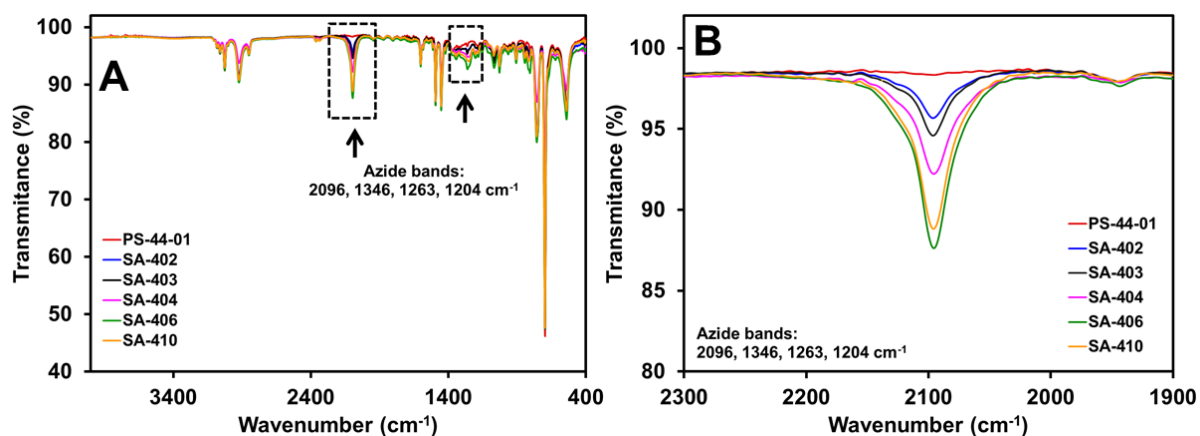 A
Transmitance (%)
100
90
80
70
60
50
40
3400
2400
1400
400
Wavenumber (cm⁻¹)
Azide bands:
2096, 1346, 1263, 1204 cm⁻¹
PS-44-01
SA-402
SA-403
SA-404
SA-406
SA-410
B
Transmitance (%)
100
95
90
85
80
2300
2200
2100
2000
1900
Wavenumber (cm⁻¹)
PS-44-01
SA-402
SA-403
SA-404
SA-406
SA-410
Azide bands:
2096, 1346, 1263, 1204 cm⁻¹